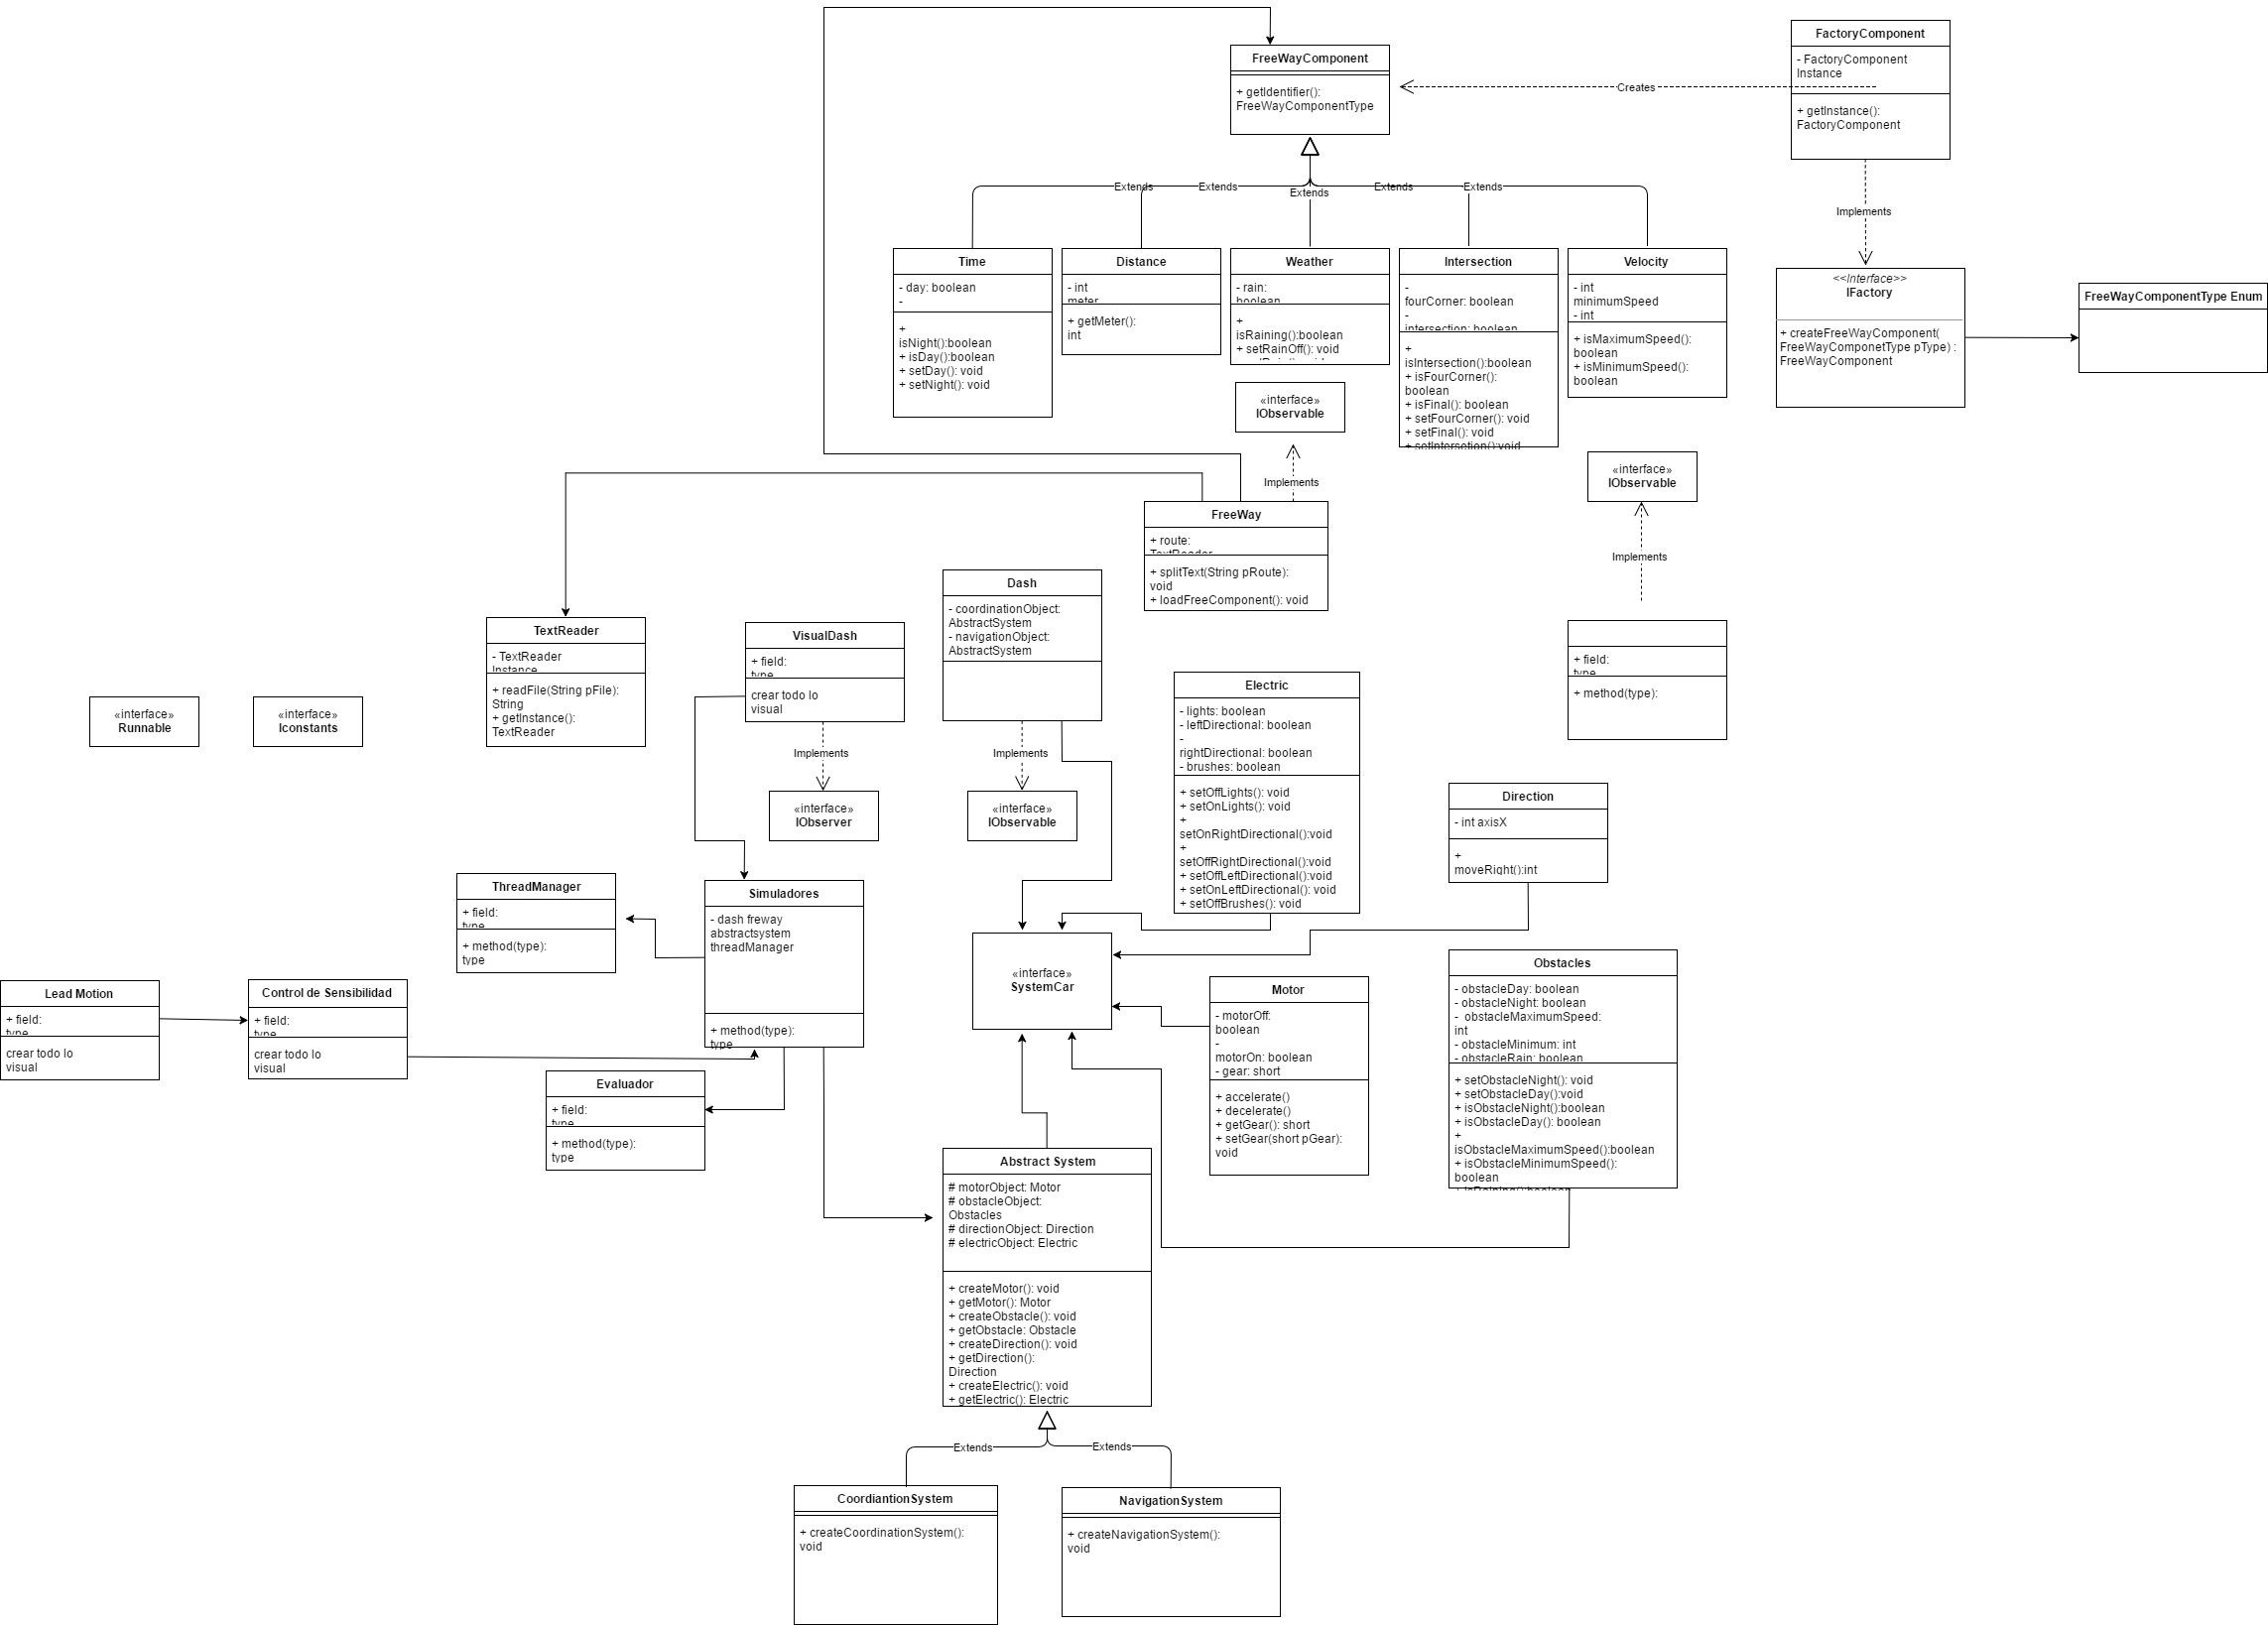 FreeWayComponent
+ getIdentifier():
FreeWayComponentType
FactoryComponent
- FactoryComponent
Instance
+ getInstance():
FactoryComponent
Creates
Implements
Extends
Extends
Extends
Extends
Extends
Time
- day: boolean
-
+
isNight():boolean
+ isDay():boolean
+ setDay(): void
+ setNight(): void
Distance
- int
meter
+ getMeter():
int
Weather
- rain:
boolean
+
isRaining():boolean
+ setRainOff(): void
Intersection
-
fourCorner: boolean
-
intersection: boolean
+
isIntersection():boolean
+ isFourCorner():
boolean
+ isFinal(): boolean
+ setFourCorner(): void
+ setFinal(): void
+ setIntersetion():void
Velocity
- int
minimumSpeed
- int
+ isMaximumSpeed():
boolean
+ isMinimumSpeed():
boolean
<<Interface>>
IFactory
+ createFreeWayComponent(
FreeWayComponetType pType) :
FreeWayComponent
FreeWayComponentType Enum
«interface»
IObservable
Implements
«interface»
IObservable
Implements
FreeWay
+ route:
TextReader
+ splitText(String pRoute):
void
+ loadFreeComponent(): void
TextReader
- TextReader
Instance
+ readFile(String pFile):
String
+ getInstance():
TextReader
VisualDash
+ field:
type
crear todo lo
visual
Implements
Dash
- coordinationObject:
AbstractSystem
- navigationObject:
AbstractSystem
Implements
+ field:
type
+ method(type):
«interface»
Runnable
«interface»
Iconstants
Electric
- lights: boolean
- leftDirectional: boolean
-
rightDirectional: boolean
- brushes: boolean
+ setOffLights(): void
+ setOnLights(): void
+
setOnRightDirectional():void
+
setOffRightDirectional():void
+ setOffLeftDirectional():void
+ setOnLeftDirectional(): void
+ setOffBrushes(): void
«interface»
IObserver
«interface»
IObservable
Direction
- int axisX
+
moveRight():int
ThreadManager
+ field:
type
+ method(type):
type
Simuladores
- dash freway
abstractsystem
threadManager
+ method(type):
type
«interface»
SystemCar
Lead Motion
+ field:
type
crear todo lo
visual
Control de Sensibilidad
+ field:
type
crear todo lo
visual
Motor
- motorOff:
boolean
-
motorOn: boolean
- gear: short
+ accelerate()
+ decelerate()
+ getGear(): short
+ setGear(short pGear):
void
Obstacles
- obstacleDay: boolean
- obstacleNight: boolean
- obstacleMaximumSpeed:
int
- obstacleMinimum: int
- obstacleRain: boolean
+ setObstacleNight(): void
+ setObstacleDay():void
+ isObstacleNight():boolean
+ isObstacleDay(): boolean
+
isObstacleMaximumSpeed():boolean
+ isObstacleMinimumSpeed():
boolean
+ isRaining():boolean
Evaluador
+ field:
type
+ method(type):
type
Abstract System
# motorObject: Motor
# obstacleObject:
Obstacles
# directionObject: Direction
# electricObject: Electric
+ createMotor(): void
+ getMotor(): Motor
+ createObstacle(): void
+ getObstacle: Obstacle
+ createDirection(): void
+ getDirection():
Direction
+ createElectric(): void
+ getElectric(): Electric
Extends
Extends
CoordiantionSystem
+ createCoordinationSystem():
void
NavigationSystem
+ createNavigationSystem():
void